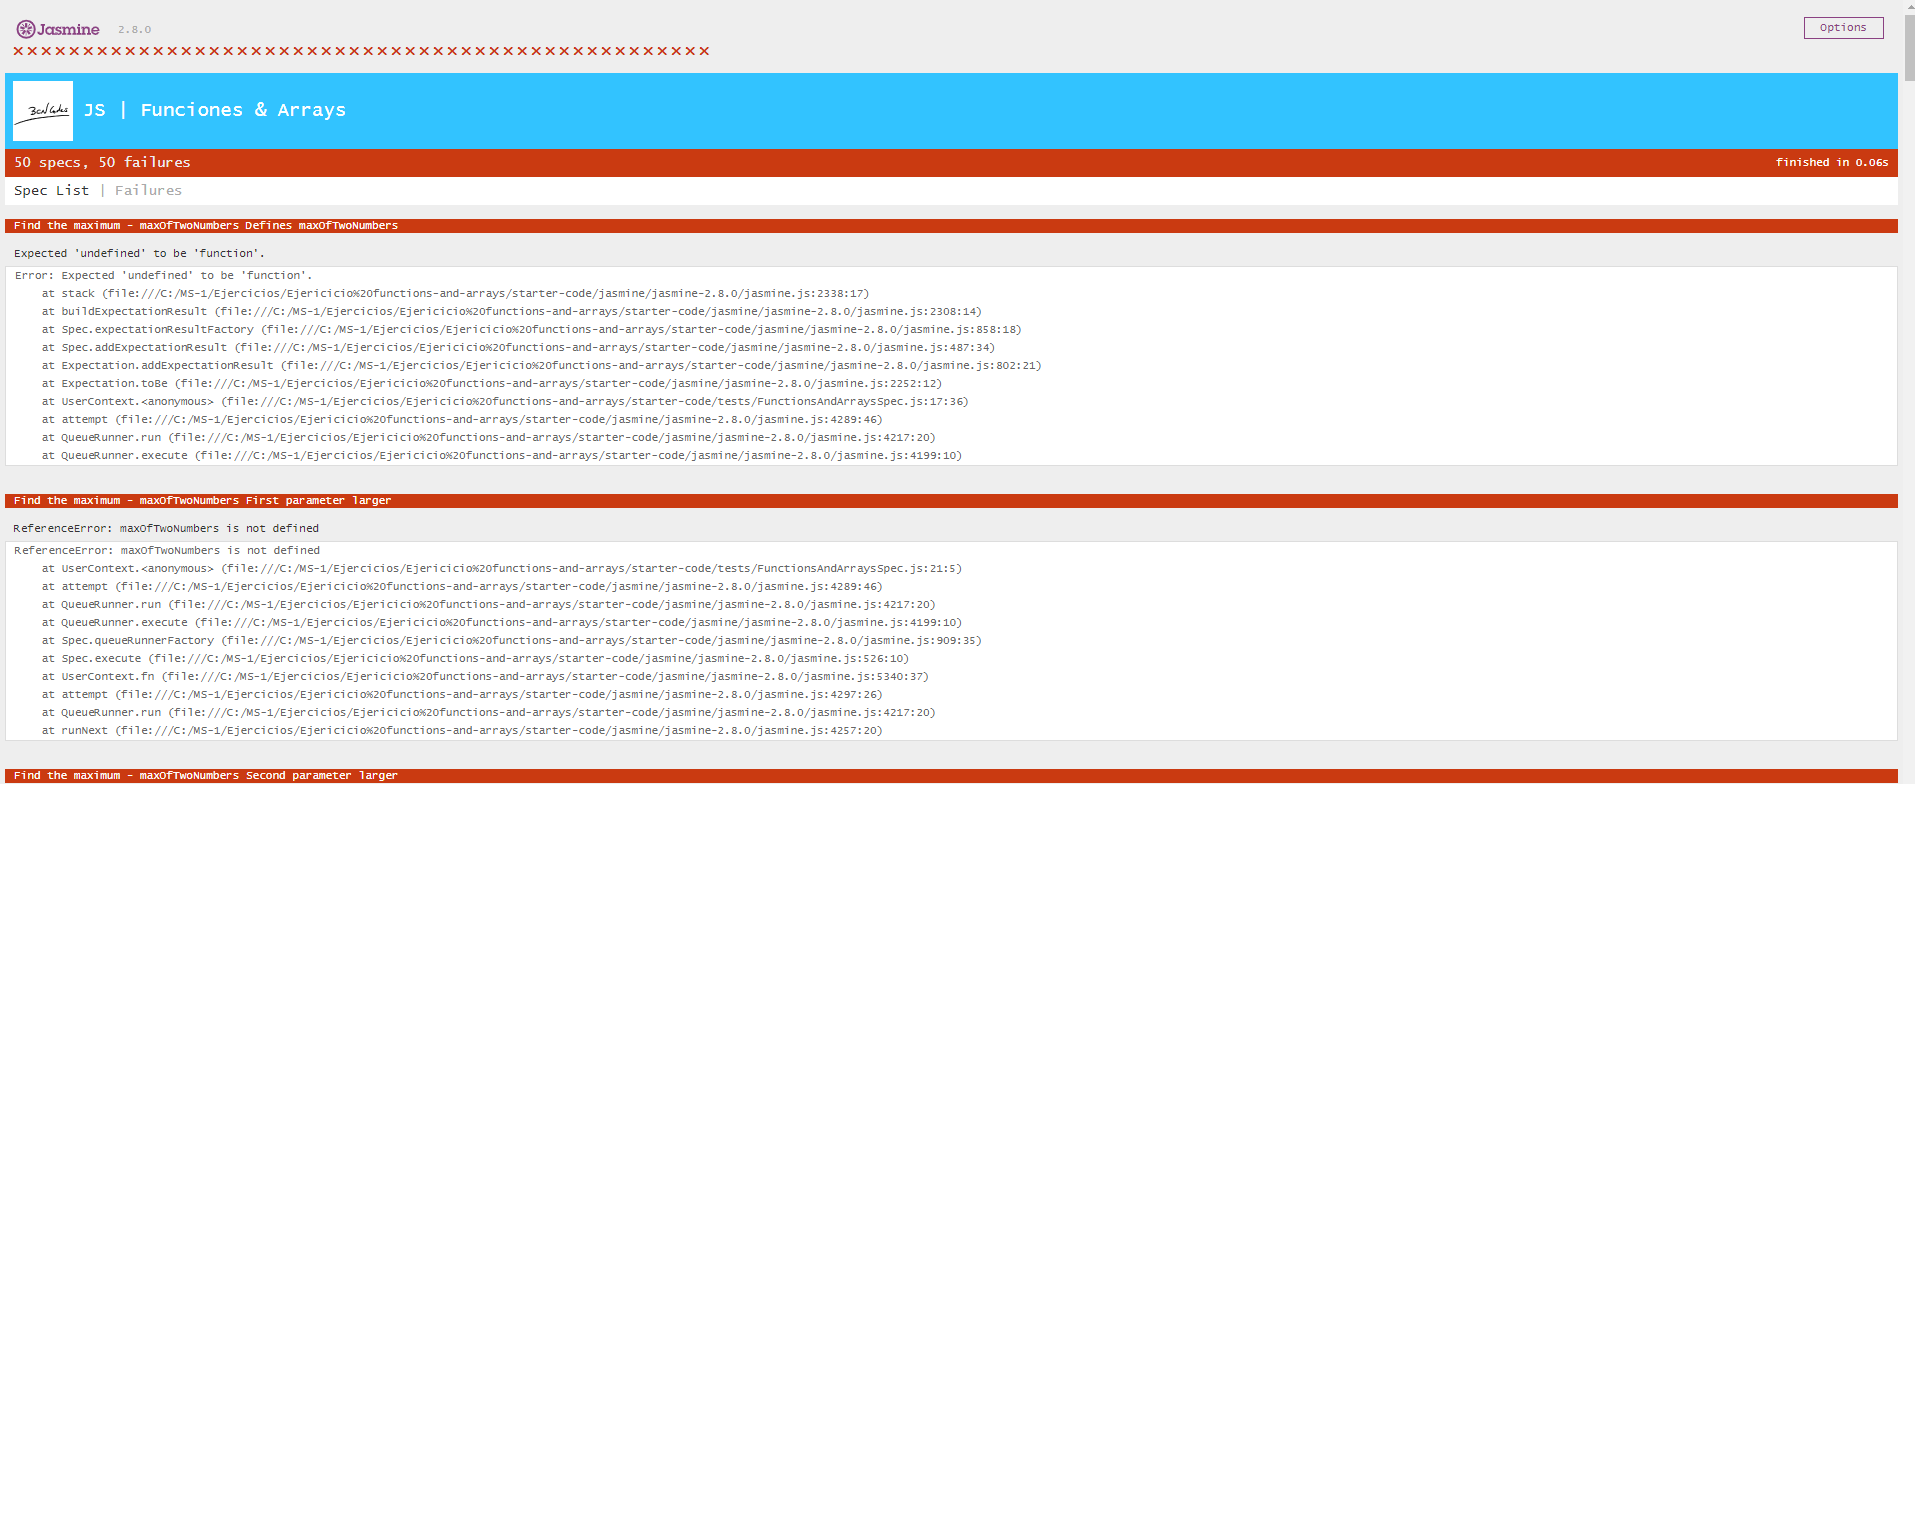 Jasmine 2.8.0 Options
××××××××××××××××××××××××××××××××××××××××××××××××××
BCN Codes JS | Funciones & Arrays
50 specs, 50 failures finished in 0.06s
Spec List | Failures
Find the maximum - maxOfTwoNumbers Defines maxOfTwoNumbers
Expected 'undefined' to be 'function'.
Error: Expected 'undefined' to be 'function'.
at stack (file:///C:/MS-1/Ejercicios/Ejericicio%20functions-and-arrays/starter-code/jasmine/jasmine-2.8.0/jasmine.js:2338:17)
at buildExpectationResult (file:///C:/MS-1/Ejercicios/Ejericicio%20functions-and-arrays/starter-code/jasmine/jasmine-2.8.0/jasmine.js:2308:14)
at Spec.expectationResultFactory (file:///C:/MS-1/Ejercicios/Ejericicio%20functions-and-arrays/starter-code/jasmine/jasmine-2.8.0/jasmine.js:858:18)
at Spec.addExpectationResult (file:///C:/MS-1/Ejercicios/Ejericicio%20functions-and-arrays/starter-code/jasmine/jasmine-2.8.0/jasmine.js:487:34)
at Expectation.addExpectationResult (file:///C:/MS-1/Ejercicios/Ejericicio%20functions-and-arrays/starter-code/jasmine/jasmine-2.8.0/jasmine.js:802:21)
at Expectation.toBe (file:///C:/MS-1/Ejercicios/Ejericicio%20functions-and-arrays/starter-code/jasmine/jasmine-2.8.0/jasmine.js:2252:12)
at UserContext.<anonymous> (file:///C:/MS-1/Ejercicios/Ejericicio%20functions-and-arrays/starter-code/tests/FunctionsAndArraysSpec.js:17:36)
at attempt (file:///C:/MS-1/Ejercicios/Ejericicio%20functions-and-arrays/starter-code/jasmine/jasmine-2.8.0/jasmine.js:4289:46)
at QueueRunner.run (file:///C:/MS-1/Ejercicios/Ejericicio%20functions-and-arrays/starter-code/jasmine/jasmine-2.8.0/jasmine.js:4217:20)
at QueueRunner.execute (file:///C:/MS-1/Ejercicios/Ejericicio%20functions-and-arrays/starter-code/jasmine/jasmine-2.8.0/jasmine.js:4199:10)
Find the maximum - maxOfTwoNumbers First parameter larger
ReferenceError: maxOfTwoNumbers is not defined
ReferenceError: maxOfTwoNumbers is not defined
at UserContext.<anonymous> (file:///C:/MS-1/Ejercicios/Ejericicio%20functions-and-arrays/starter-code/tests/FunctionsAndArraysSpec.js:21:5)
at attempt (file:///C:/MS-1/Ejercicios/Ejericicio%20functions-and-arrays/starter-code/jasmine/jasmine-2.8.0/jasmine.js:4289:46)
at QueueRunner.run (file:///C:/MS-1/Ejercicios/Ejericicio%20functions-and-arrays/starter-code/jasmine/jasmine-2.8.0/jasmine.js:4217:20)
at QueueRunner.execute (file:///C:/MS-1/Ejercicios/Ejericicio%20functions-and-arrays/starter-code/jasmine/jasmine-2.8.0/jasmine.js:4199:10)
at Spec.queueRunnerFactory (file:///C:/MS-1/Ejercicios/Ejericicio%20functions-and-arrays/starter-code/jasmine/jasmine-2.8.0/jasmine.js:909:35)
at Spec.execute (file:///C:/MS-1/Ejercicios/Ejericicio%20functions-and-arrays/starter-code/jasmine/jasmine-2.8.0/jasmine.js:526:10)
at UserContext.fn (file:///C:/MS-1/Ejercicios/Ejericicio%20functions-and-arrays/starter-code/jasmine/jasmine-2.8.0/jasmine.js:5340:37)
at attempt (file:///C:/MS-1/Ejercicios/Ejericicio%20functions-and-arrays/starter-code/jasmine/jasmine-2.8.0/jasmine.js:4297:26)
at QueueRunner.run (file:///C:/MS-1/Ejercicios/Ejericicio%20functions-and-arrays/starter-code/jasmine/jasmine-2.8.0/jasmine.js:4217:20)
at runNext (file:///C:/MS-1/Ejercicios/Ejericicio%20functions-and-arrays/starter-code/jasmine/jasmine-2.8.0/jasmine.js:4257:20)
Find the maximum - maxOfTwoNumbers Second parameter larger